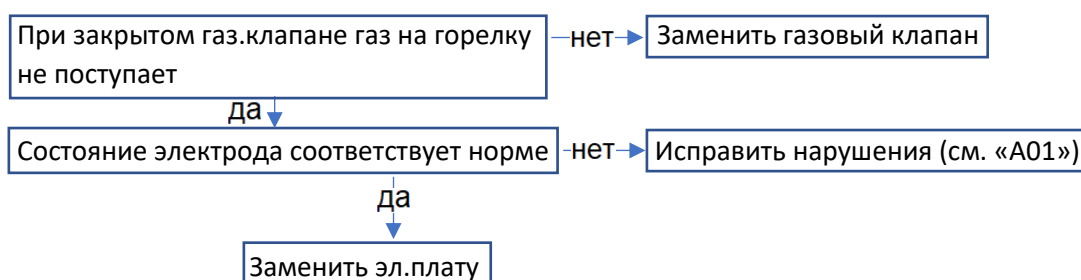 При закрытом газ.клапане газ на горелку
не поступает
нет
Заменить газовый клапан
да
Состояние электрода соответствует норме
нет
Исправить нарушения (см. «А01»)
да
Заменить эл.плату